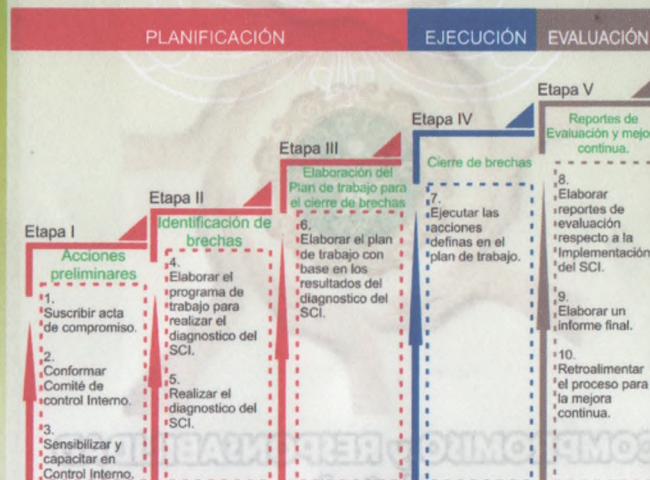 PLANIFICACIÓN
EJECUCIÓN
EVALUACIÓN
Etapa I
Acciones
preliminares
1.
Suscribir acta
de compromiso.
2.
Conformar
Comité de
control Interno.
3.
Sensibilizar y
capacitar en
Control Interno.
Etapa II
Identificación de
brechas
4.
Elaborar el
programa de
trabajo para
realizar el
diagnostico del
SCI.
5.
Realizar el
diagnostico del
SCI.
Etapa III
Elaboración del
Plan de trabajo para
el cierre de brechas
6.
Elaborar el plan
de trabajo con
base en los
resultados del
diagnostico del
SCI.
Etapa IV
Cierre de brechas
7.
Ejecutar las
acciones
definas en el
plan de trabajo.
Etapa V
Reportes de
Evaluación y mejo
continua.
8.
Elaborar
reportes de
evaluación
respecto a la
Implementación
del SCI.
9.
Elaborar un
informe final.
10.
Retroalimentar
el proceso para
la mejora
continua.